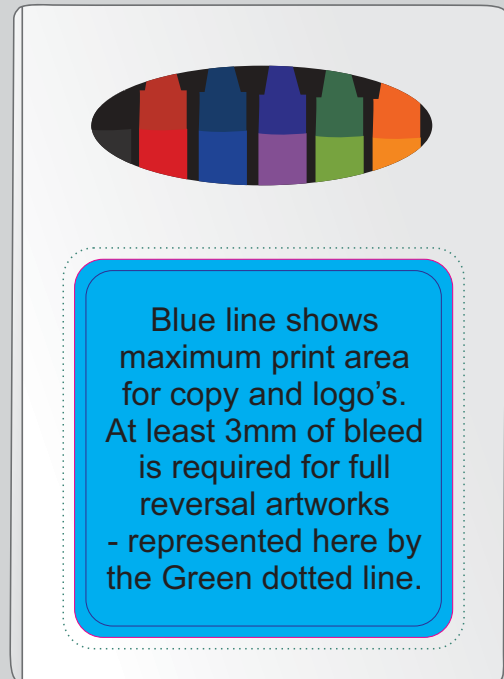 Blue line shows
maximum print area
for copy and logo's.
At least 3mm of bleed
is required for full
reversal artworks
- represented here by
the Green dotted line.